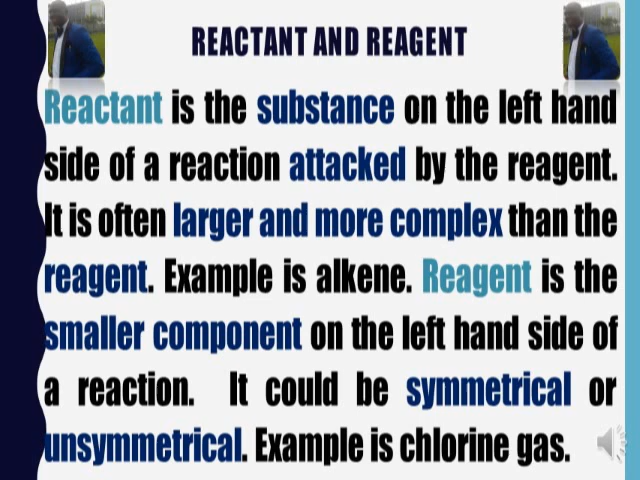 REACTANT AND REAGENT
Reactant is the substance on the left hand
side of a reaction attacked by the reagent.
It is often larger and more complex than the
reagent. Example is alkene. Reagent is the
smaller component on the left hand side of
a reaction. It could be symmetrical or
unsymmetrical. Example is chlorine gas.